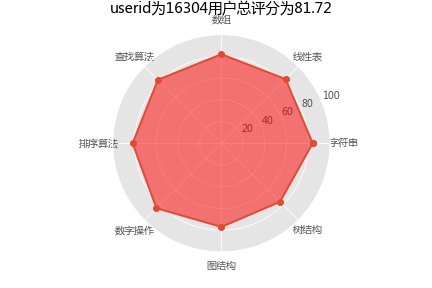 userid为16304用户总评分为81.72
数组
查找算法
线性表
100
80
60
40
20
排序算法
字符串
数字操作
树结构
图结构